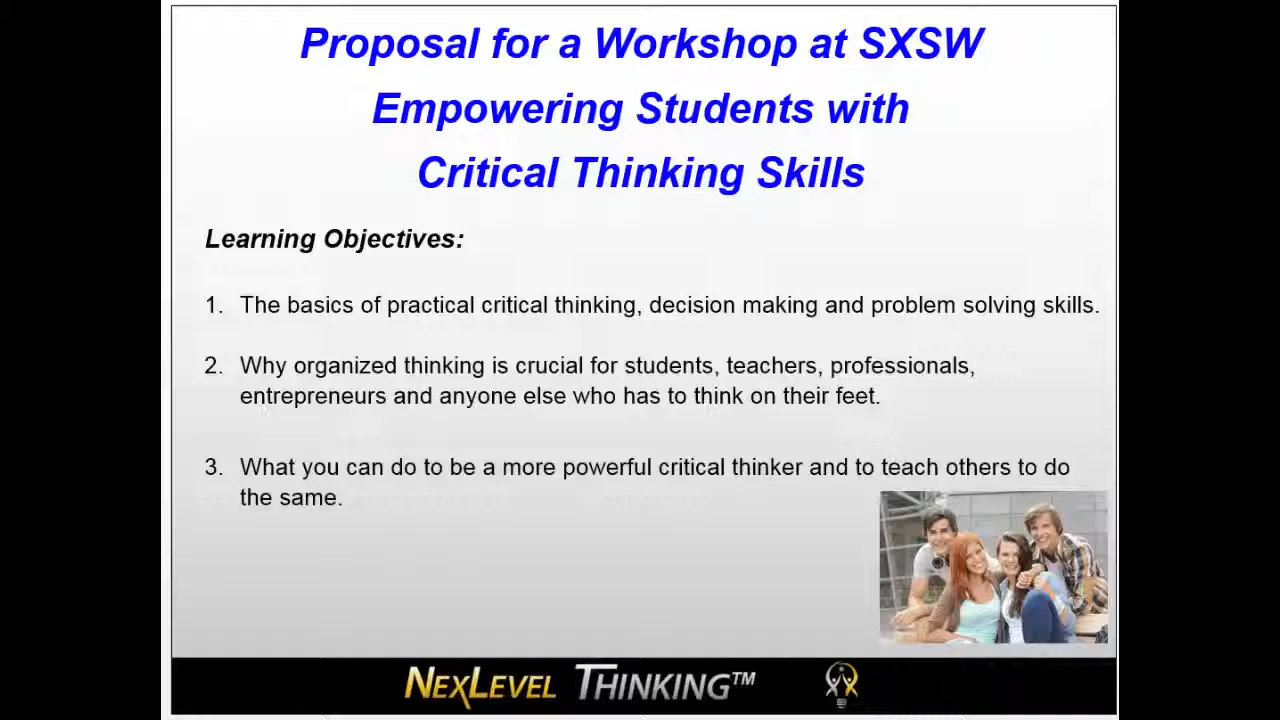 Proposal for a Workshop at SXSW
Empowering Students with
Critical Thinking Skills
Learning Objectives:
1. The basics of practical critical thinking, decision making and problem solving skills.
2. Why organized thinking is crucial for students, teachers, professionals,
entrepreneurs and anyone else who has to think on their feet.
3. What you can do to be a more powerful critical thinker and to teach others to do
the same.
NEXLEVEL THINKING™